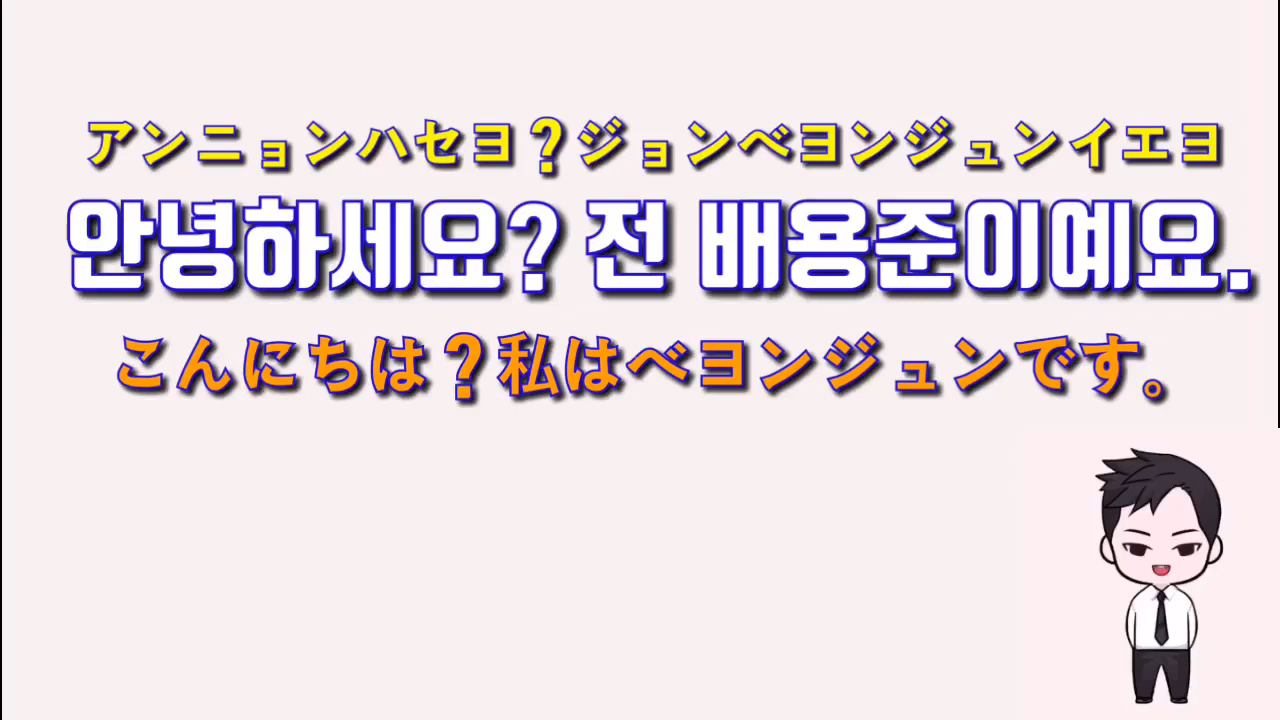 アンニョンハセヨ？ジョンベヨンジュンイエヨ
안녕하세요? 전 배용준이예요.
こんにちは？私はベヨンジュンです。